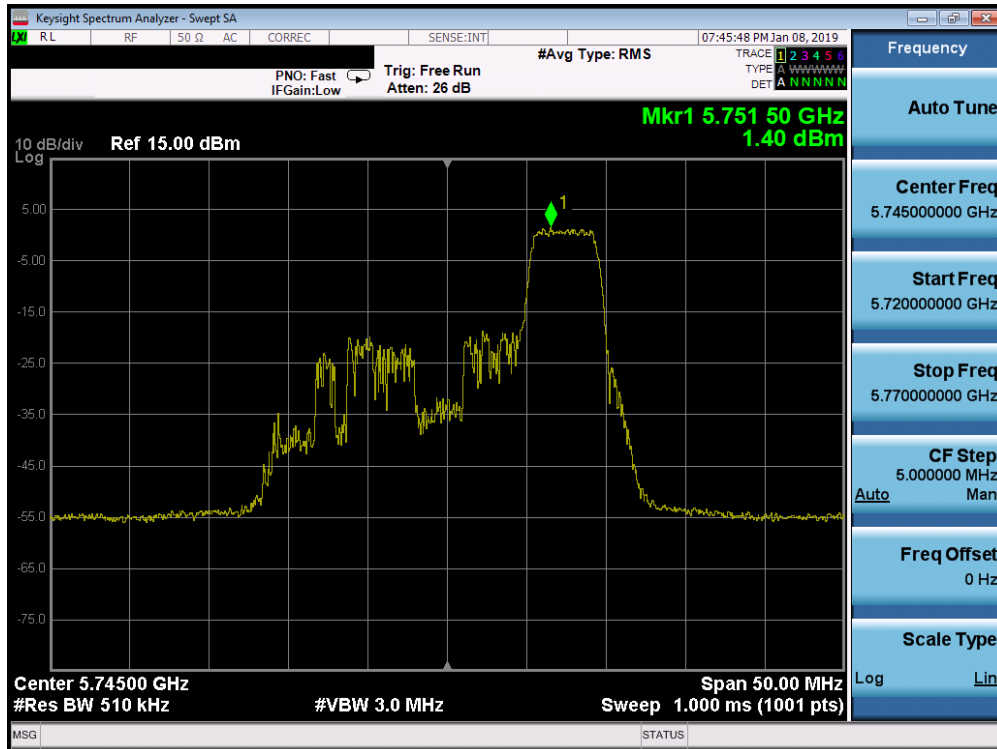 Keysight Spectrum Analyzer - Swept SA
LXI RL RF 50 Ω AC CORREC SENSE:INT 07:45:48 PM Jan 08, 2019
#Avg Type: RMS TRACE 1 2 3 4 5 6
PNO: Fast Trig: Free Run TYPE A WWWWW
IFGain:Low Atten: 26 dB DET A N N N N N
Mkr1 5.751 50 GHz
1.40 dBm
10 dB/div Ref 15.00 dBm
Log
1
5.00
-5.00
-15.0
-25.0
-35.0
-45.0
-55.0
-65.0
-75.0
Center 5.74500 GHz Span 50.00 MHz
#Res BW 510 kHz #VBW 3.0 MHz Sweep 1.000 ms (1001 pts)
MSG STATUS
Frequency
Auto Tune
Center Freq
5.745000000 GHz
Start Freq
5.720000000 GHz
Stop Freq
5.770000000 GHz
CF Step
5.000000 MHz
Auto Man
Freq Offset
0 Hz
Scale Type
Log Lin